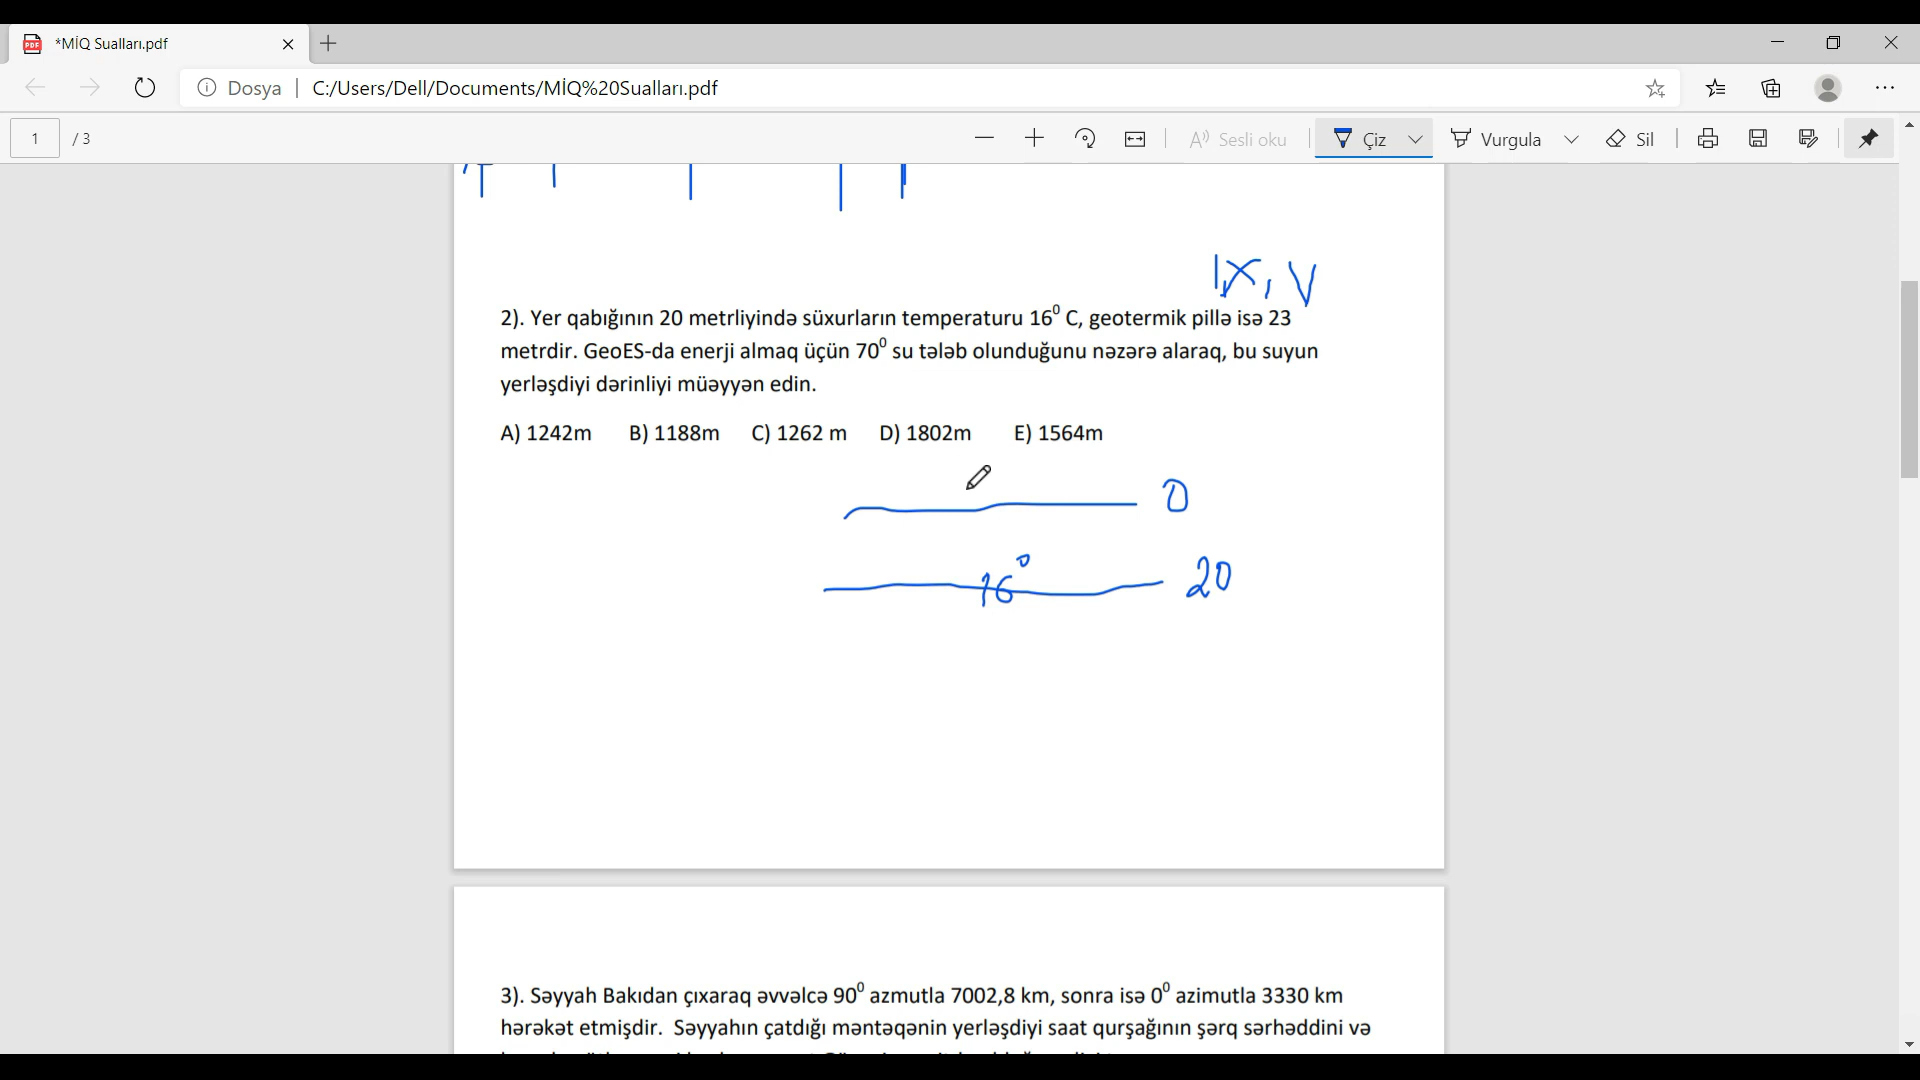 *MİQ Sualları.pdf
Dosya
C:/Users/Dell/Documents/MİQ%20Sualları.pdf
1 / 3
Sesli oku
Çiz
Vurgula
Sil
IX, V
2). Yer qabığının 20 metrliyində süxurların temperaturu 16⁰ C, geotermik pillə isə 23
metrdir. GeoES-da enerji almaq üçün 70⁰ su tələb olunduğunu nəzərə alaraq, bu suyun
yerləşdiyi dərinliyi müəyyən edin.
A) 1242m B) 1188m C) 1262 m D) 1802m E) 1564m
0
16⁰ 20
3). Səyyah Bakıdan çıxaraq əvvəlcə 90⁰ azmutla 7002,8 km, sonra isə 0⁰ azimutla 3330 km
hərəkət etmişdir. Səyyahın çatdığı məntəqənin yerləşdiyi saat qurşağının şərq sərhəddini və